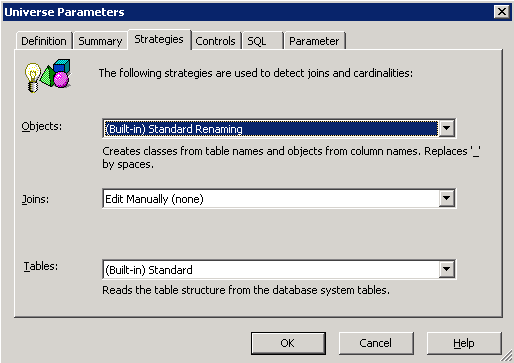 Universe Parameters
Definition Summary Strategies Controls SQL Parameter
The following strategies are used to detect joins and cardinalities:
Objects: (Built-in) Standard Renaming
Creates classes from table names and objects from column names. Replaces '_'
by spaces.
Joins: Edit Manually (none)
Tables: (Built-in) Standard
Reads the table structure from the database system tables.
OK Cancel Help